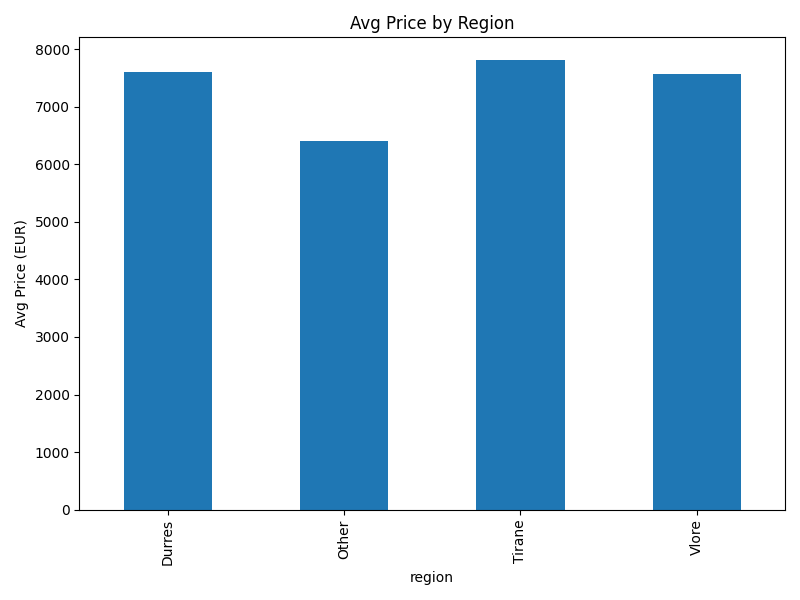 Avg Price by Region
Avg Price (EUR)
8000
7000
6000
5000
4000
3000
2000
1000
0
Durres
Other
Tirane
Vlore
region